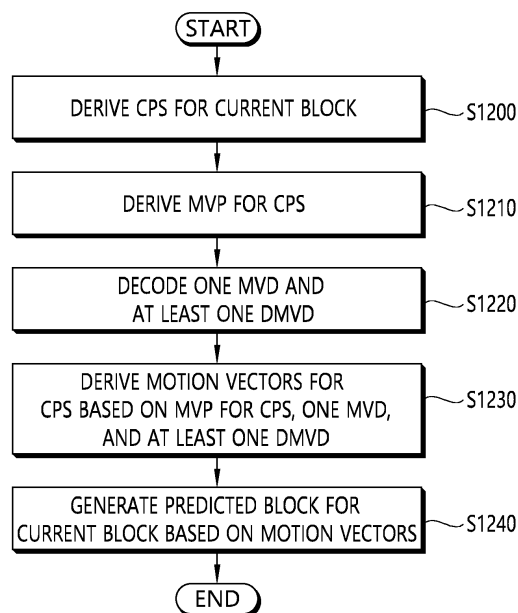 START
DERIVE CPS FOR CURRENT BLOCK
S1200
DERIVE MVP FOR CPS
S1210
DECODE ONE MVD AND
AT LEAST ONE DMVD
S1220
DERIVE MOTION VECTORS FOR
CPS BASED ON MVP FOR CPS, ONE MVD,
AND AT LEAST ONE DMVD
S1230
GENERATE PREDICTED BLOCK FOR
CURRENT BLOCK BASED ON MOTION VECTORS
S1240
END